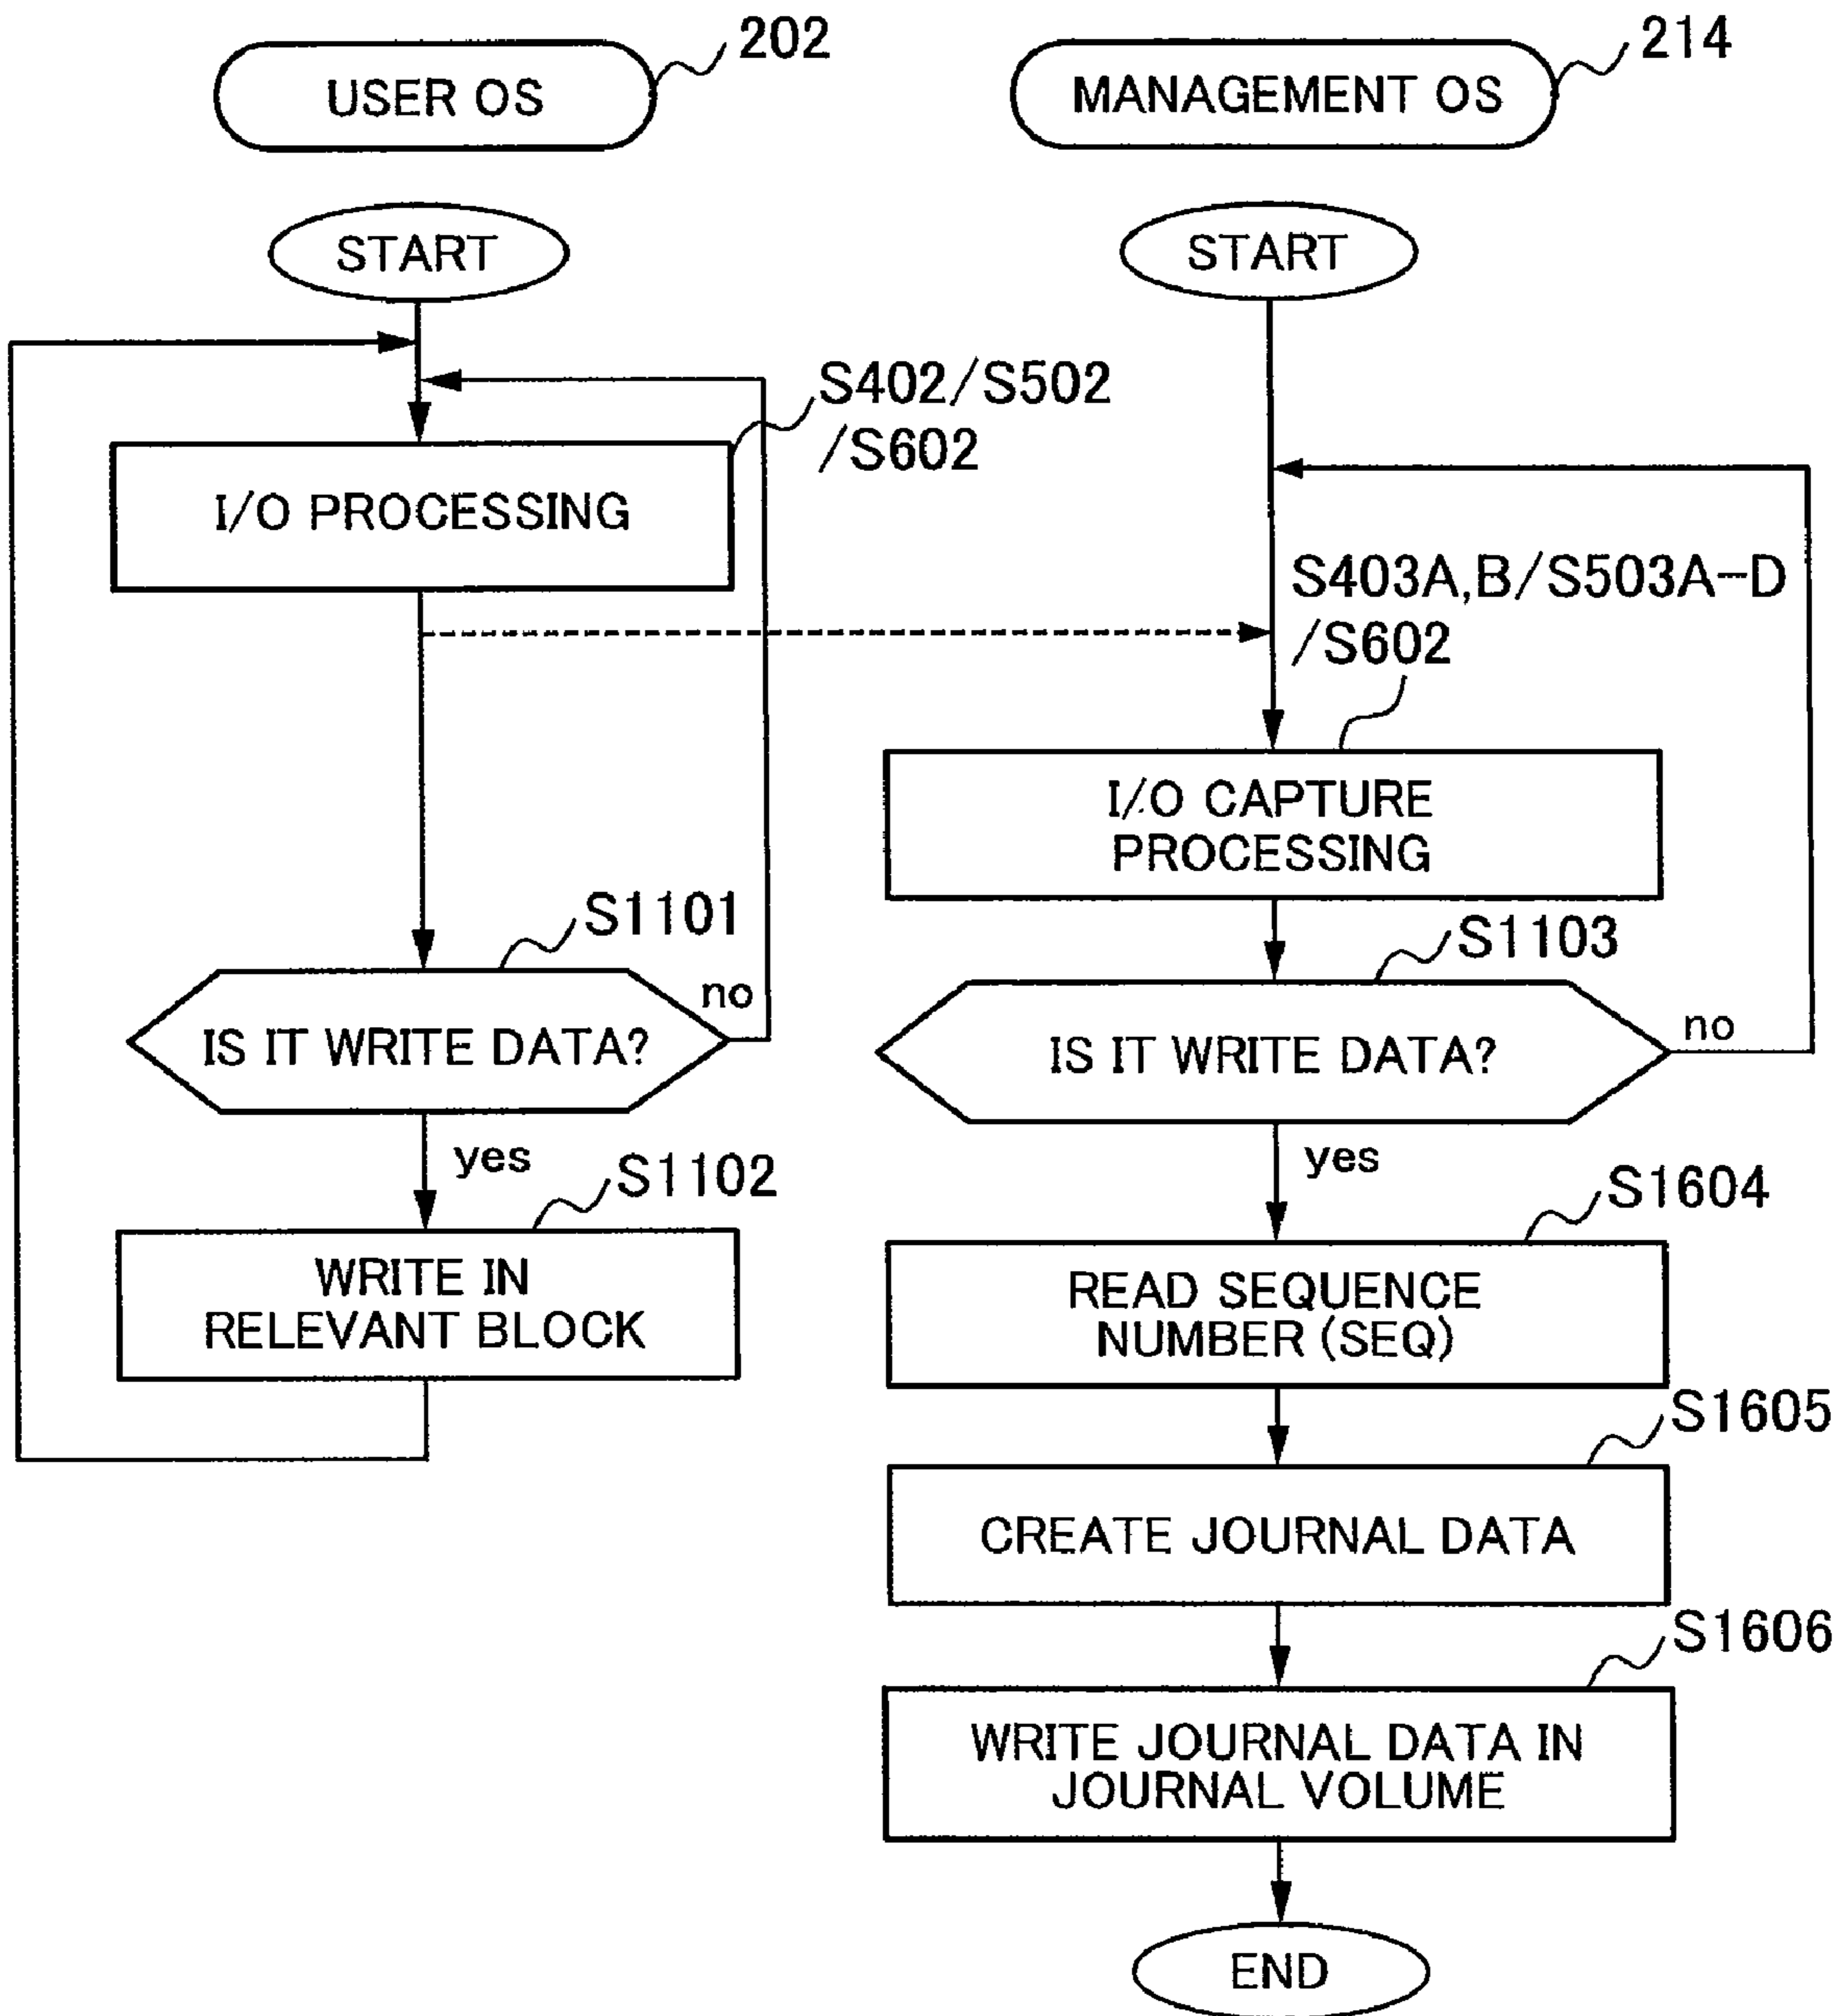 202
USER OS
START
S402/S502
/S602
I/O PROCESSING
S1101
IS IT WRITE DATA?
no
yes
S1102
WRITE IN
RELEVANT BLOCK
214
MANAGEMENT OS
START
S403A,B/S503A-D
/S602
I/O CAPTURE
PROCESSING
S1103
IS IT WRITE DATA?
no
yes
S1604
READ SEQUENCE
NUMBER (SEQ)
S1605
CREATE JOURNAL DATA
S1606
WRITE JOURNAL DATA IN
JOURNAL VOLUME
END